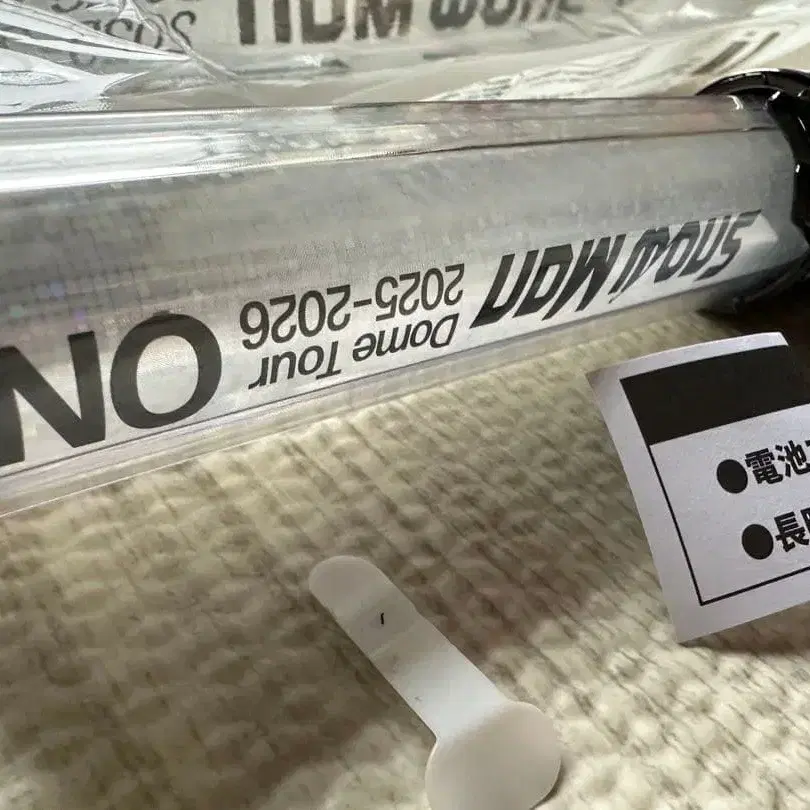 Snow Man
Dome Tour
2025-2026
ON
●電池
●長